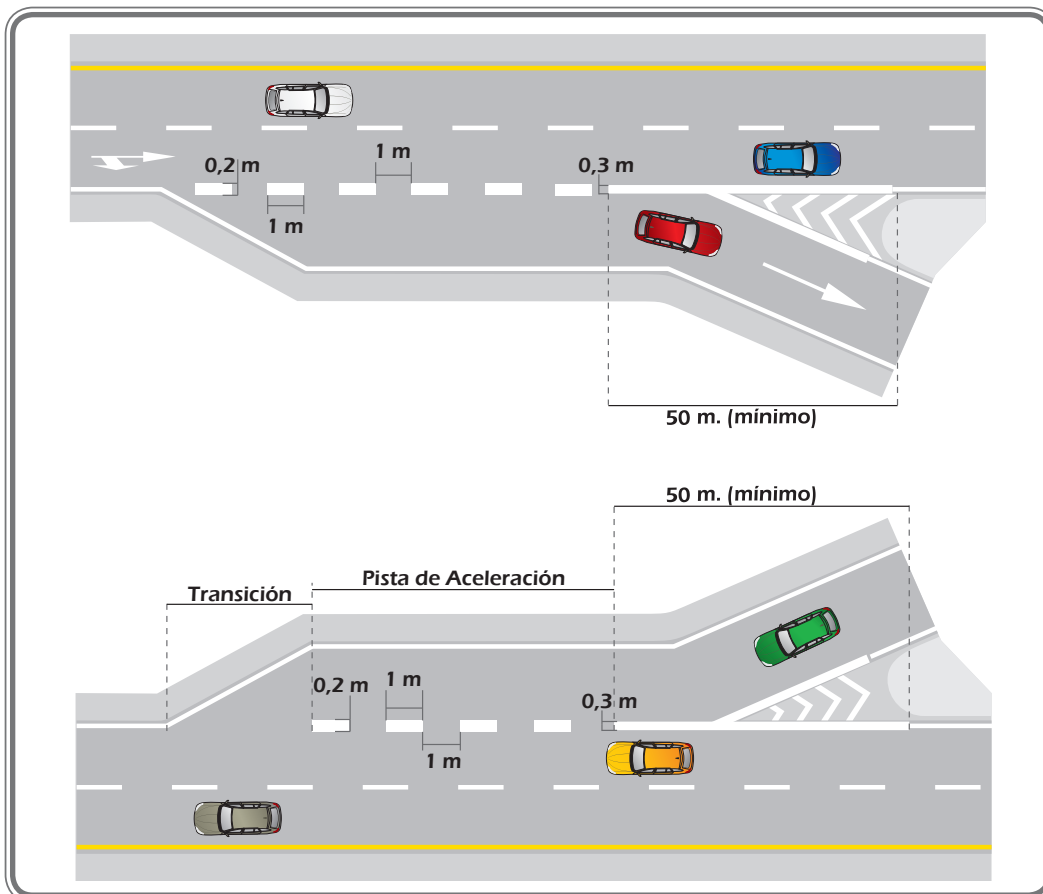 0,2 m
1 m
0,3 m
1 m
50 m. (mínimo)
50 m. (mínimo)
Pista de Aceleración
Transición
0,2 m
1 m
0,3 m
1 m